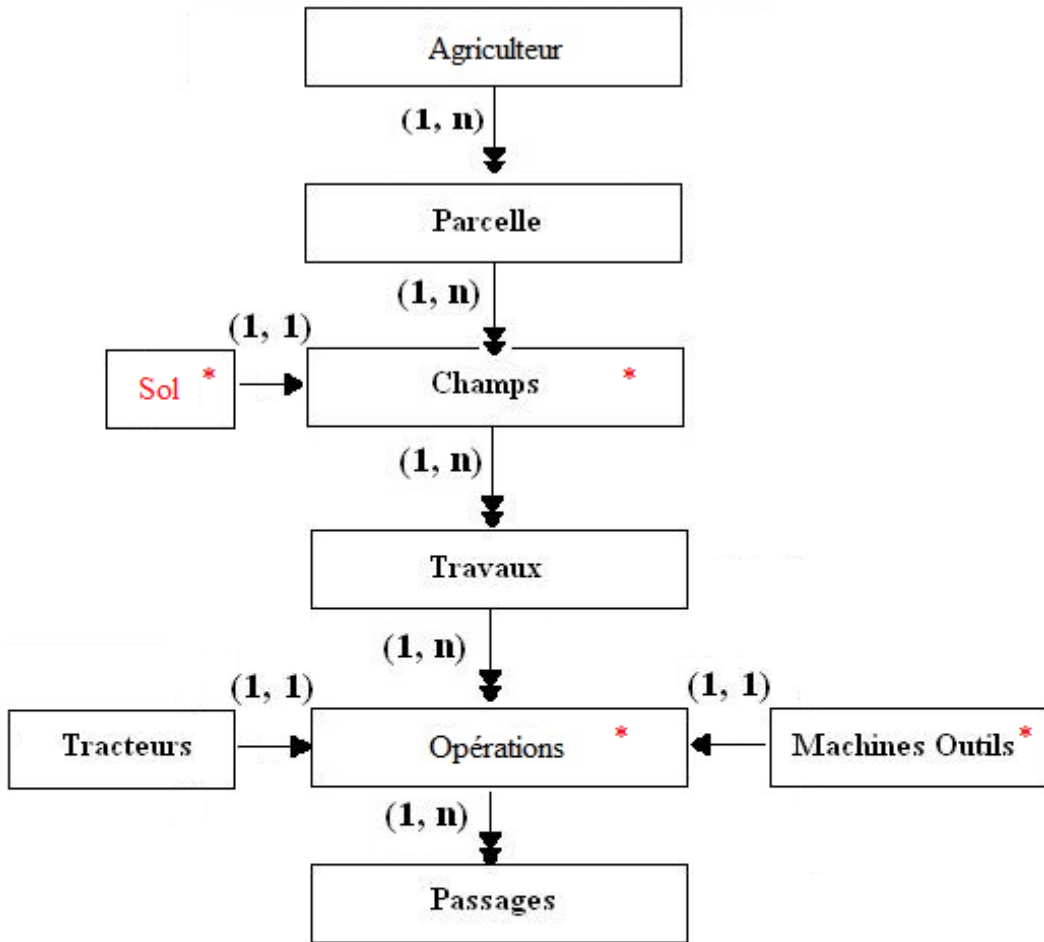 Agriculteur
(1, n)
Parcelle
(1, n)
(1, 1)
Sol *
Champs *
(1, n)
Travaux
(1, n)
(1, 1)
(1, 1)
Tracteurs
Opérations *
Machines Outils *
(1, n)
Passages